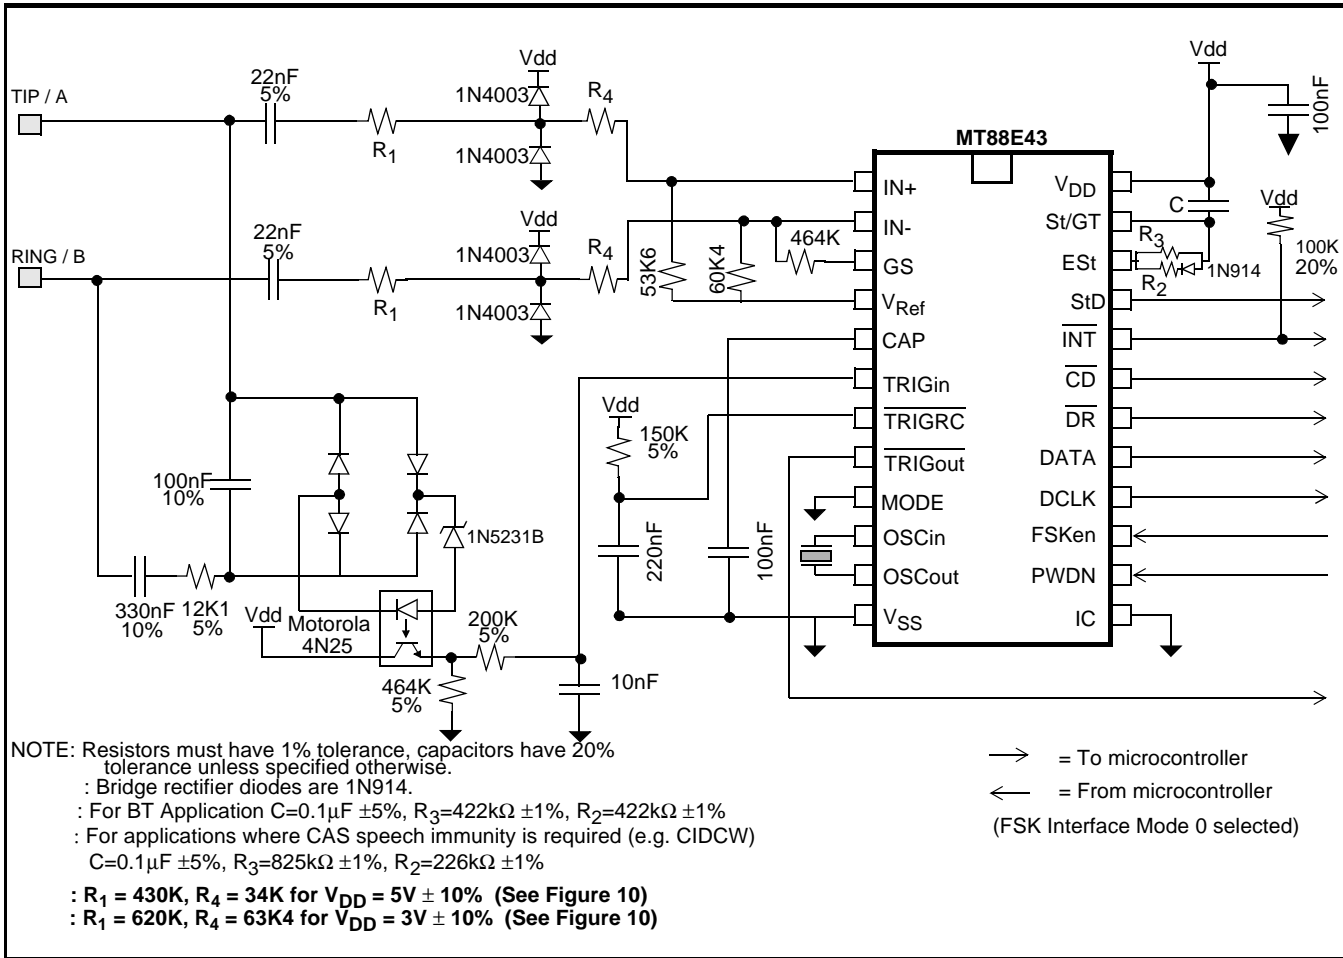 TIP / A
22nF
5%
R1
1N4003
Vdd
1N4003
R4
RING / B
22nF
5%
R1
1N4003
Vdd
1N4003
R4
53K6
60K4
464K
MT88E43
IN+
IN-
GS
VRef
CAP
TRIGin
TRIGRC
TRIGout
MODE
OSCin
OSCout
VSS
VDD
St/GT
ESt
StD
INT
CD
DR
DATA
DCLK
FSKen
PWDN
IC
Vdd
100nF
C
Vdd
R3
R2
1N914
100K
20%
100nF
10%
1N5231B
330nF
10%
12K1
5%
Vdd
Motorola
4N25
464K
5%
200K
5%
10nF
Vdd
150K
5%
220nF
100nF
NOTE: Resistors must have 1% tolerance, capacitors have 20%
tolerance unless specified otherwise.
: Bridge rectifier diodes are 1N914.
: For BT Application C=0.1µF ±5%, R3=422kΩ ±1%, R2=422kΩ ±1%
: For applications where CAS speech immunity is required (e.g. CIDCW)
C=0.1µF ±5%, R3=825kΩ ±1%, R2=226kΩ ±1%
: R1 = 430K, R4 = 34K for VDD = 5V ± 10% (See Figure 10)
: R1 = 620K, R4 = 63K4 for VDD = 3V ± 10% (See Figure 10)
= To microcontroller
= From microcontroller
(FSK Interface Mode 0 selected)